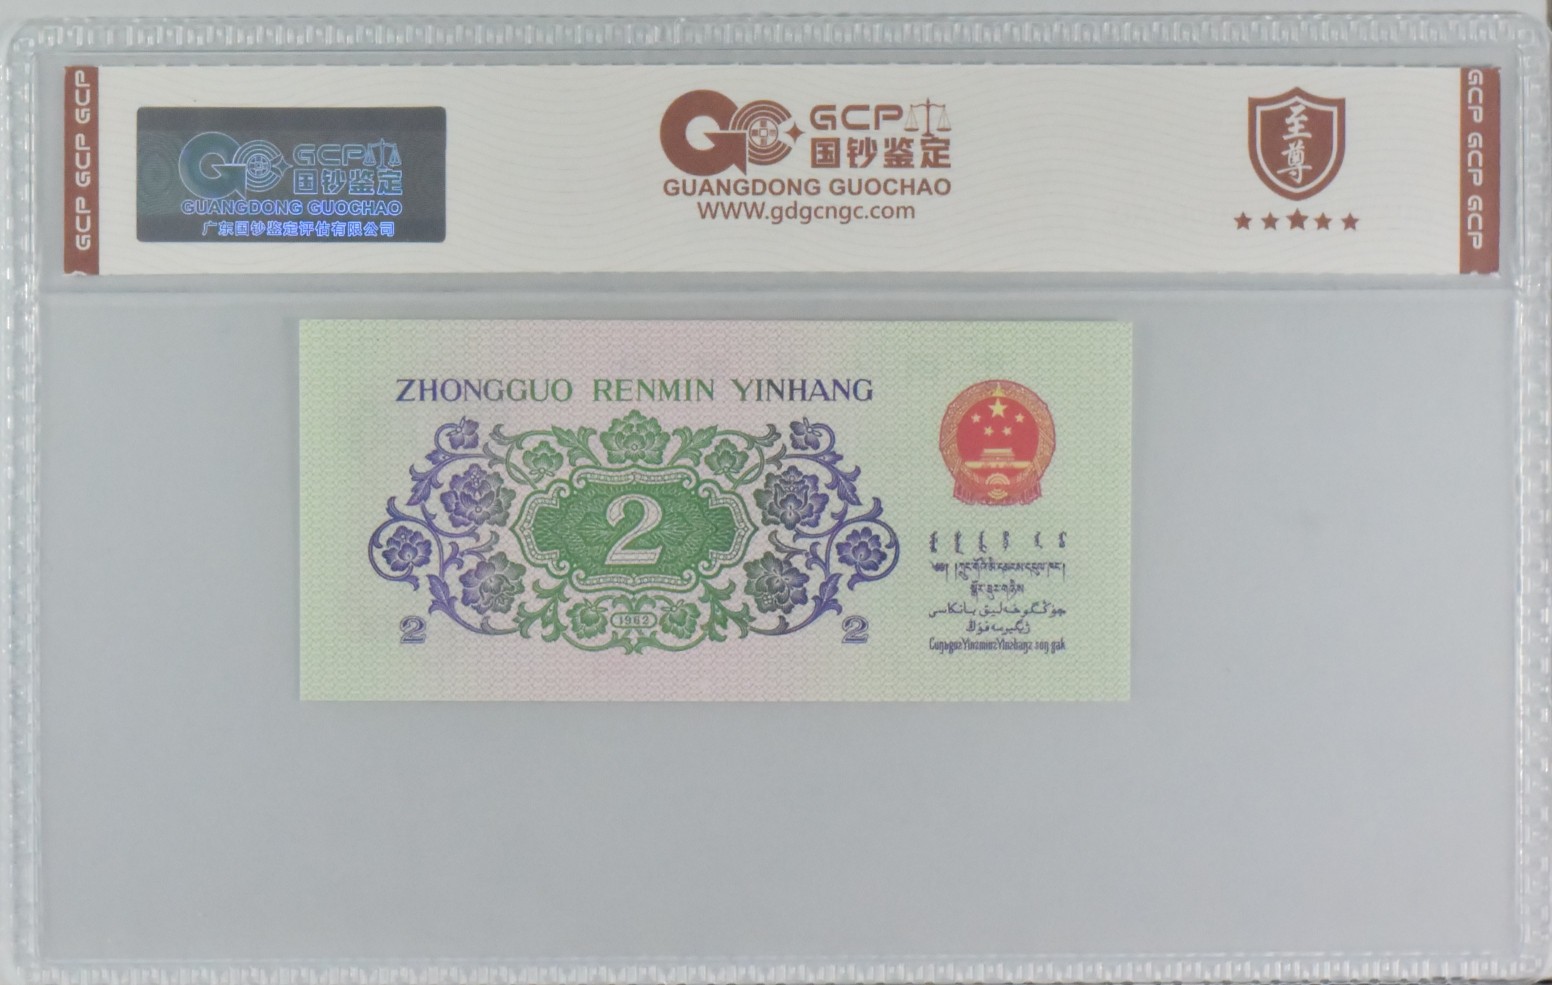 GCP GCP GCP
GCP
国钞鉴定
GUANGDONG GUOCHAO
广东国钞鉴定评估有限公司
GCP
国钞鉴定
GUANGDONG GUOCHAO
WWW.gdgcngc.com
至尊
GCP GCP GCP
ZHONGGUO RENMIN YINHANG
2
1962
2
2
جۇڭگوخەلىق بانكىسى